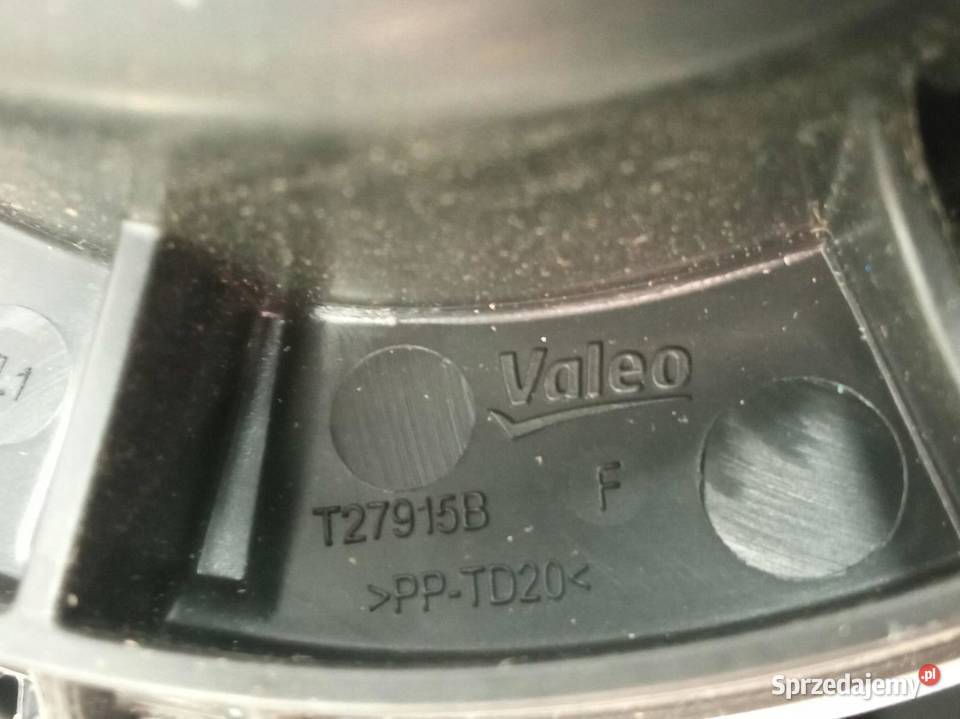 Valeo
F
T27915B
>PP-TD20<
Sprzedajemy.pl